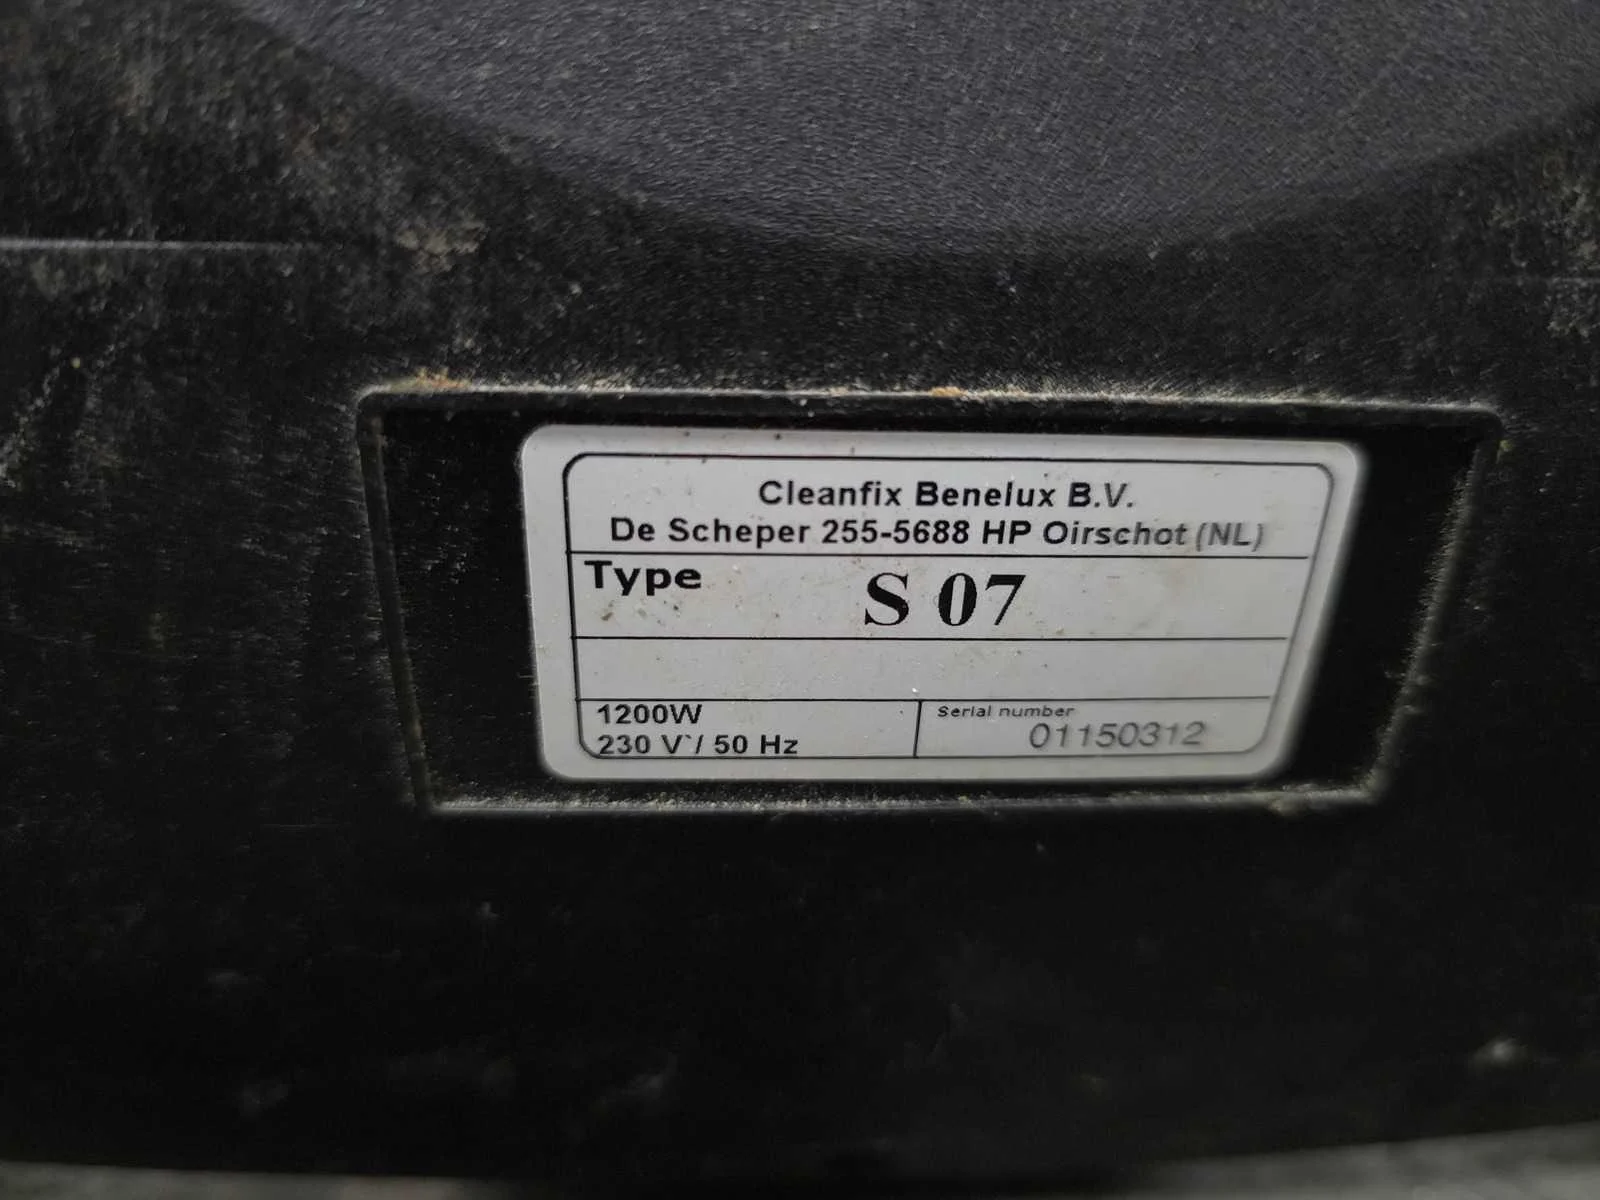 Cleanfix Benelux B.V.
De Scheper 255-5688 HP Oirschot (NL)
Type S 07
1200W
230 V / 50 Hz
Serial number
01150312